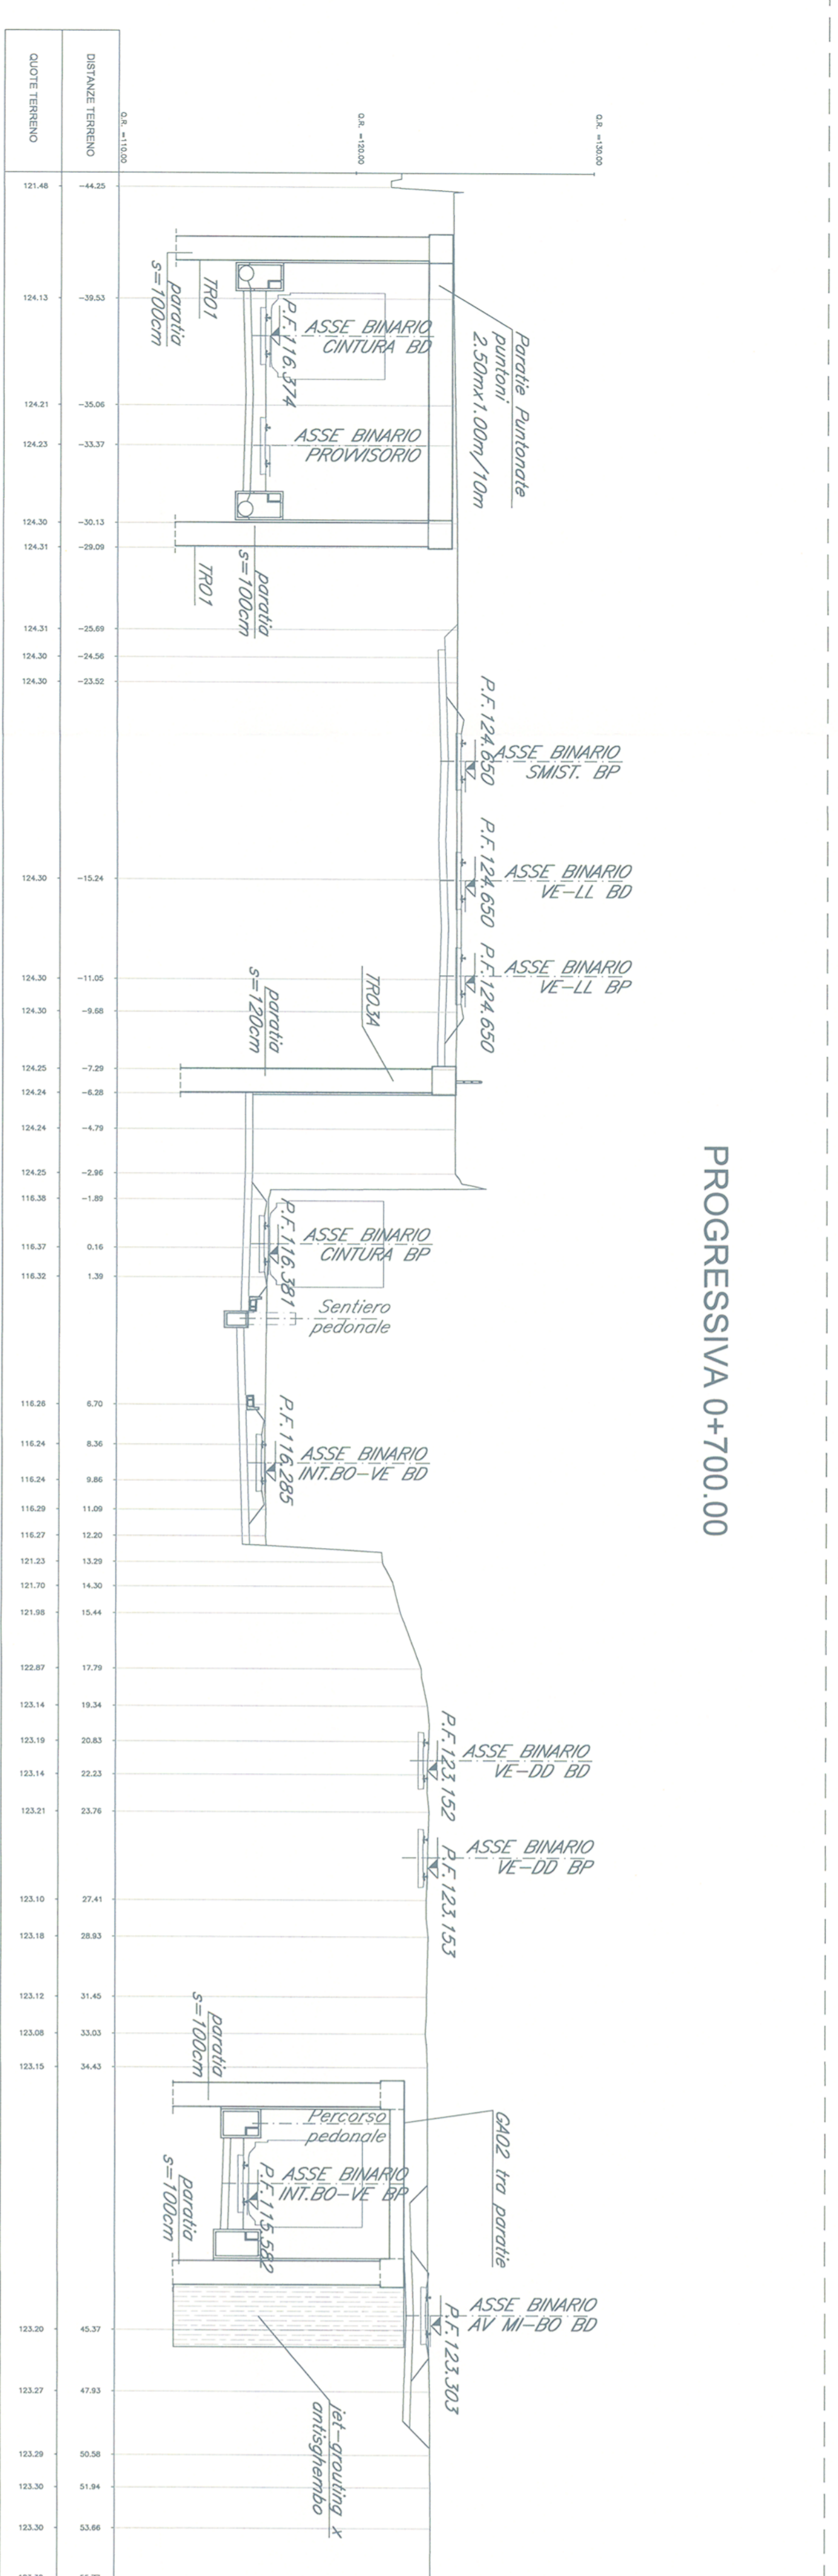 PROGRESSIVA 0+700.00
Q.R. =130.00
Q.R. =120.00
Q.R. =110.00
Paratie Puntonate
puntoni
2.50mx1.00m/10m
ASSE BINARIO
CINTURA BD
P.F.116.374
TR01
paratia
s=100cm
ASSE BINARIO
PROVVISORIO
paratia
s=100cm
TR01
ASSE BINARIO
SMIST. BP
P.F.124.650
ASSE BINARIO
VE-LL BD
P.F.124.650
ASSE BINARIO
VE-LL BP
P.F.124.650
TR03A
paratia
s=120cm
ASSE BINARIO
CINTURA BP
P.F.116.381
Sentiero
pedonale
ASSE BINARIO
INT.BO-VE BD
P.F.116.285
ASSE BINARIO
VE-DD BD
P.F.123.152
ASSE BINARIO
VE-DD BP
P.F.123.153
paratia
s=100cm
GA02 tra paratie
Percorso
pedonale
ASSE BINARIO
INT.BO-VE BP
P.F.115.582
paratia
s=100cm
ASSE BINARIO
AV MI-BO BD
P.F.123.303
jet-grouting x
antisghembo
DISTANZE TERRENO
-44.25
-39.53
-35.06
-33.37
-30.13
-29.09
-25.69
-24.56
-23.52
-15.24
-11.05
-9.68
-7.29
-6.28
-4.79
-2.96
-1.89
0.16
1.39
6.70
8.36
9.86
11.09
12.20
13.29
14.30
15.44
17.79
19.34
20.83
22.23
23.76
27.41
28.93
31.45
33.03
34.43
45.37
47.93
50.58
51.94
53.66
QUOTE TERRENO
121.48
124.13
124.21
124.23
124.30
124.31
124.31
124.30
124.30
124.30
124.30
124.30
124.25
124.24
124.24
124.25
116.38
116.37
116.32
116.26
116.24
116.24
116.29
116.27
121.23
121.70
121.98
122.87
123.14
123.19
123.14
123.21
123.10
123.18
123.12
123.08
123.15
123.20
123.27
123.29
123.30
123.30